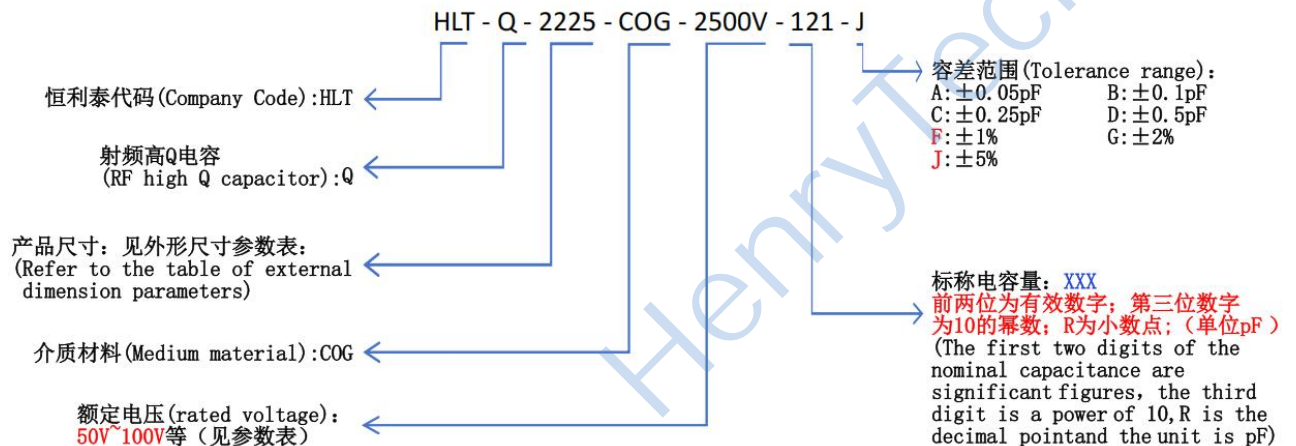 HLT - Q - 2225 - COG - 2500V - 121 - J
恒利泰代码(Company Code):HLT
射频高Q电容
(RF high Q capacitor):Q
产品尺寸: 见外形尺寸参数表:
(Refer to the table of external
dimension parameters)
介质材料(Medium material):COG
额定电压(rated voltage):
50V~100V等（见参数表）
容差范围(Tolerance range):
A:±0.05pF B:±0.1pF
C:±0.25pF D:±0.5pF
F:±1% G:±2%
J:±5%
标称电容量: XXX
前两位为有效数字; 第三位数字
为10的幂数; R为小数点;（单位pF）
(The first two digits of the
nominal capacitance are
significant figures, the third
digit is a power of 10,R is the
decimal pointand the unit is pF)
HenryTech